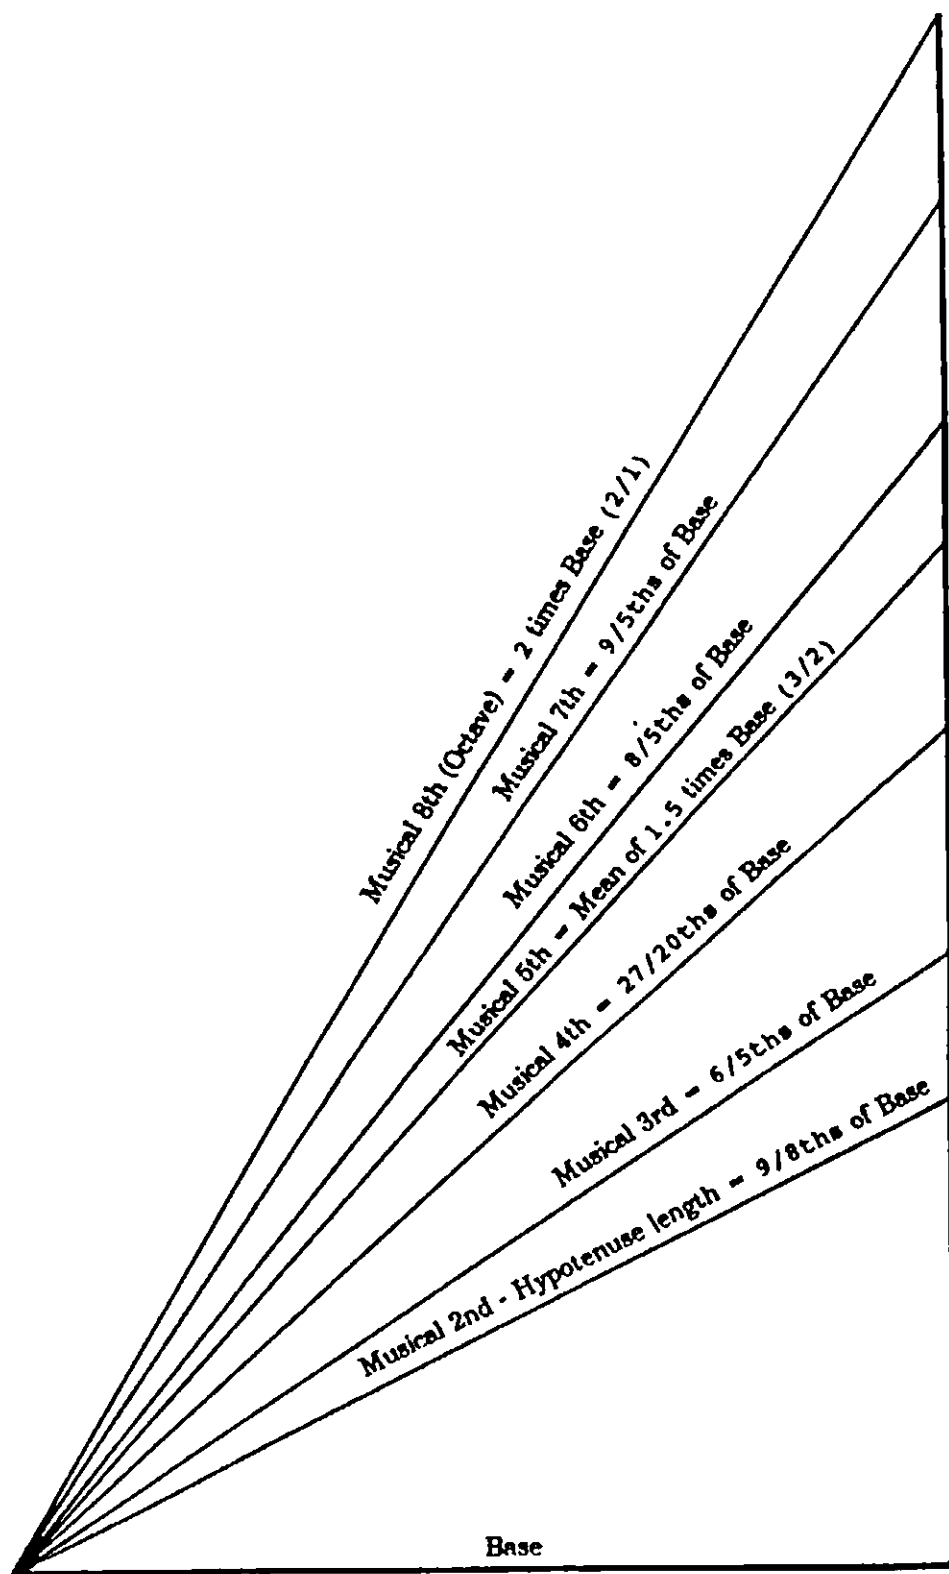 Musical 8th (Octave) = 2 times Base (2/1)
Musical 7th = 9/5ths of Base
Musical 6th = 8/5ths of Base
Musical 5th = Mean of 1.5 times Base (3/2)
Musical 4th = 27/20ths of Base
Musical 3rd = 6/5ths of Base
Musical 2nd - Hypotenuse length = 9/8ths of Base
Base